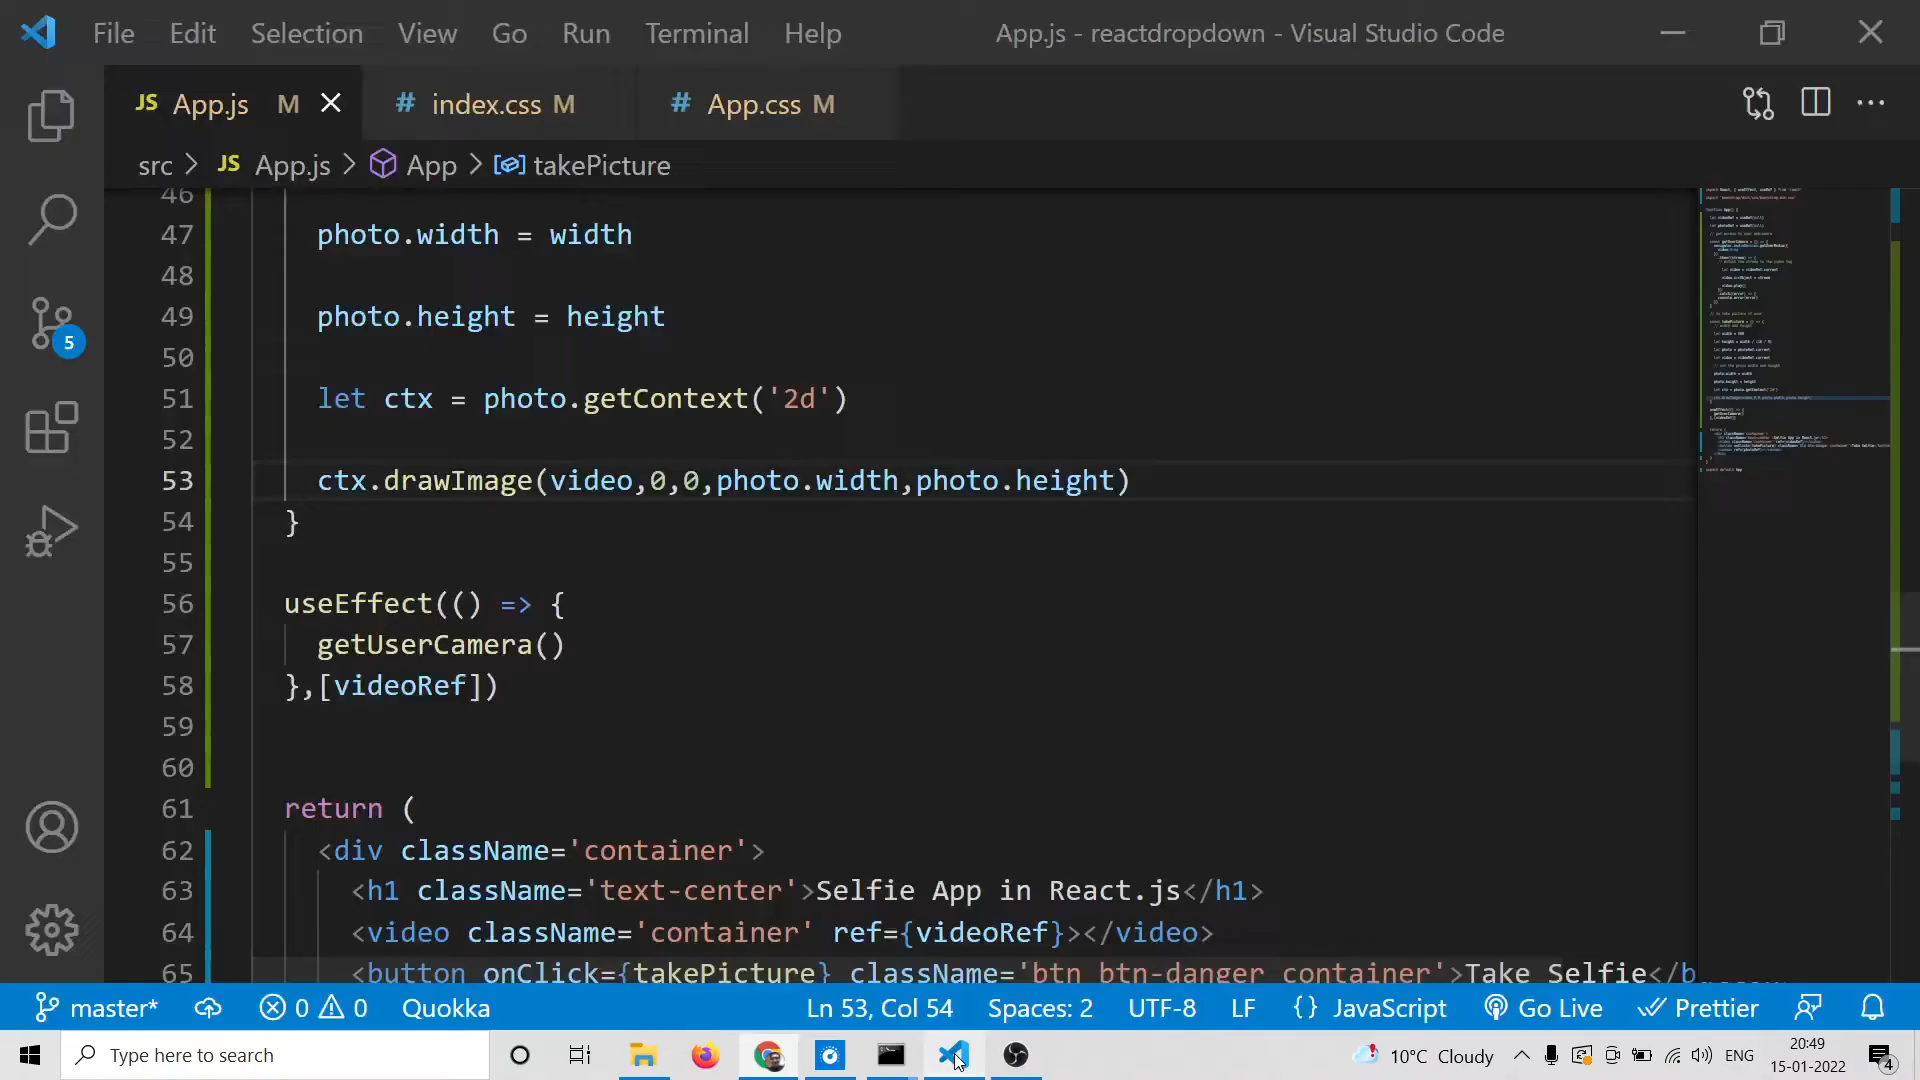 File Edit Selection View Go Run Terminal Help App.js - reactdropdown - Visual Studio Code
JS App.js M # index.css M # App.css M
src > JS App.js > App > takePicture
46
47 photo.width = width
48
49 photo.height = height
50
51 let ctx = photo.getContext('2d')
52
53 ctx.drawImage(video,0,0,photo.width,photo.height)
54 }
55
56 useEffect(() => {
57 getUserCamera()
58 },[videoRef])
59
60
61 return (
62 <div className='container'>
63 <h1 className='text-center'>Selfie App in React.js</h1>
64 <video className='container' ref={videoRef}></video>
65 <button onClick={takePicture} className='btn btn-danger container'>Take Selfie</b
5
master* 0 0 Quokka Ln 53, Col 54 Spaces: 2 UTF-8 LF {} JavaScript Go Live Prettier
Type here to search 10°C Cloudy ENG 20:49
15-01-2022 4